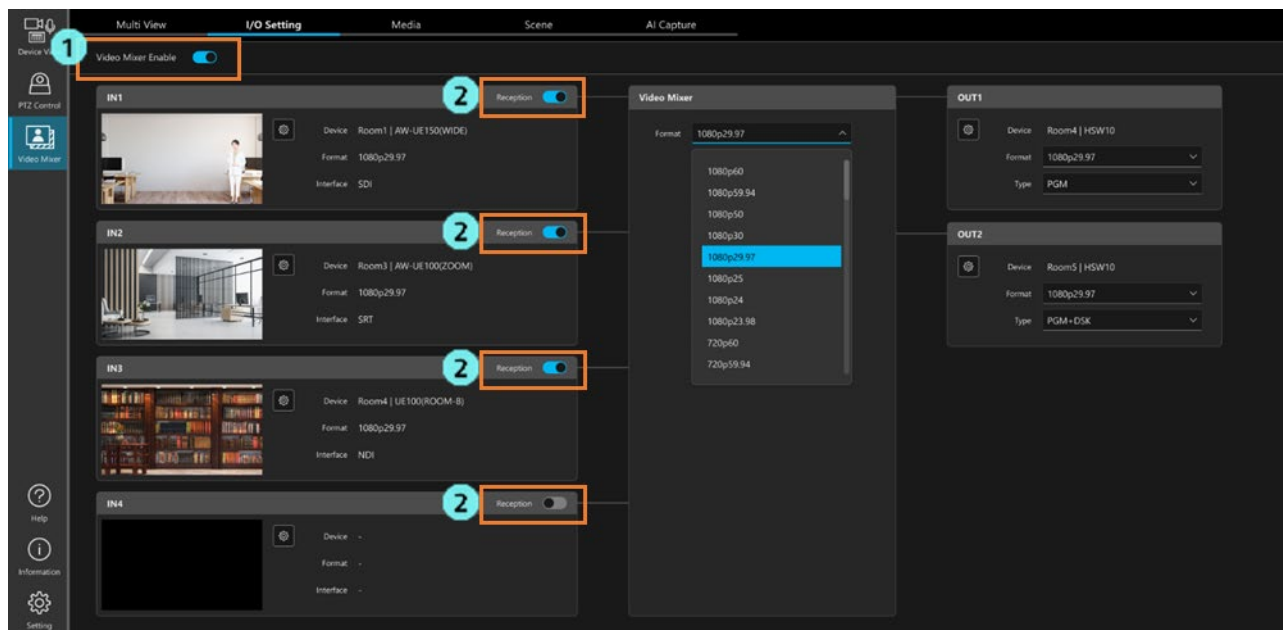 Multi View
I/O Setting
Media
Scene
AI Capture
Device Vi
1
Video Mixer Enable
PTZ Control
Video Mixer
IN1
2
Reception
Device Room1 | AW-UE150(WIDE)
Format 1080p29.97
Interface SDI
IN2
2
Reception
Device Room3 | AW-UE100(ZOOM)
Format 1080p29.97
Interface SRT
IN3
2
Reception
Device Room4 | UE100(ROOM-8)
Format 1080p29.97
Interface NDI
IN4
2
Reception
Device -
Format -
Interface -
Video Mixer
Format 1080p29.97
1080p60
1080p59.94
1080p50
1080p30
1080p29.97
1080p25
1080p24
1080p23.98
720p60
720p59.94
OUT1
Device Room4 | HSW10
Format 1080p29.97
Type PGM
OUT2
Device Room5 | HSW10
Format 1080p29.97
Type PGM+DSK
Help
Information
Setting